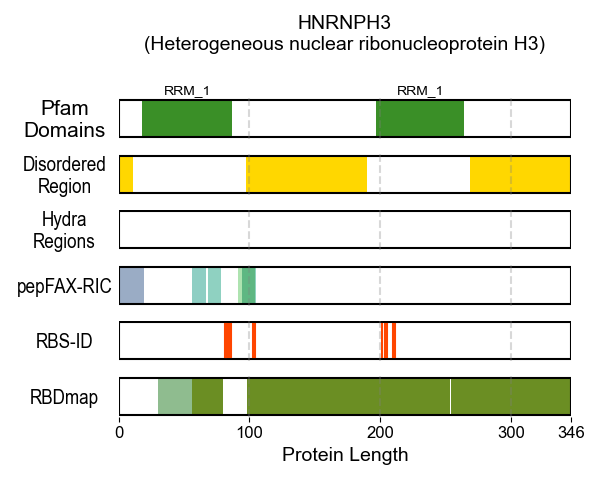 HNRNPH3
(Heterogeneous nuclear ribonucleoprotein H3)
RRM_1 RRM_1
Pfam
Domains
Disordered
Region
Hydra
Regions
pepFAX-RIC
RBS-ID
RBDmap
0 100 200 300 346
Protein Length